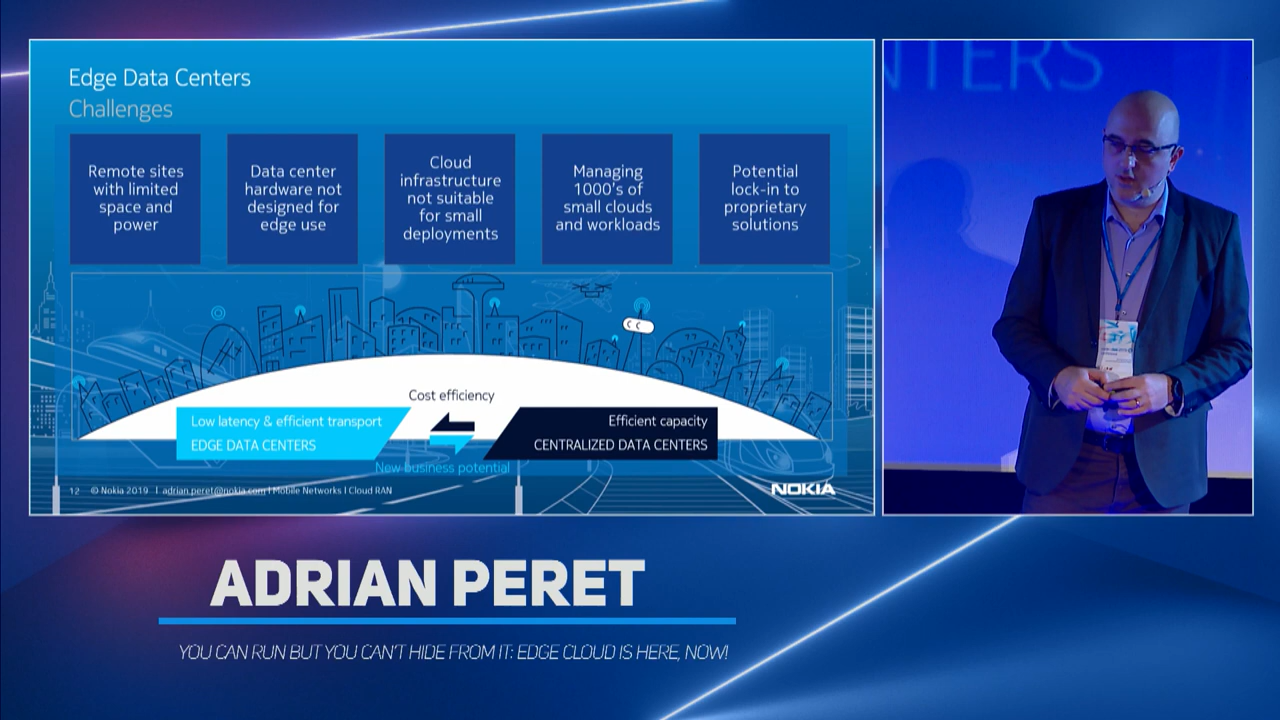 Edge Data Centers
Challenges
Remote sites
with limited
space and
power
Data center
hardware not
designed for
edge use
Cloud
infrastructure
not suitable
for small
deployments
Managing
1000's of
small clouds
and workloads
Potential
lock-in to
proprietary
solutions
Cost efficiency
Low latency & efficient transport
EDGE DATA CENTERS
Efficient capacity
CENTRALIZED DATA CENTERS
New business potential
12 © Nokia 2019 | adrian.peret@nokia.com | Mobile Networks | Cloud RAN
NOKIA
NTERS
ADRIAN PERET
YOU CAN RUN BUT YOU CAN'T HIDE FROM IT: EDGE CLOUD IS HERE, NOW!